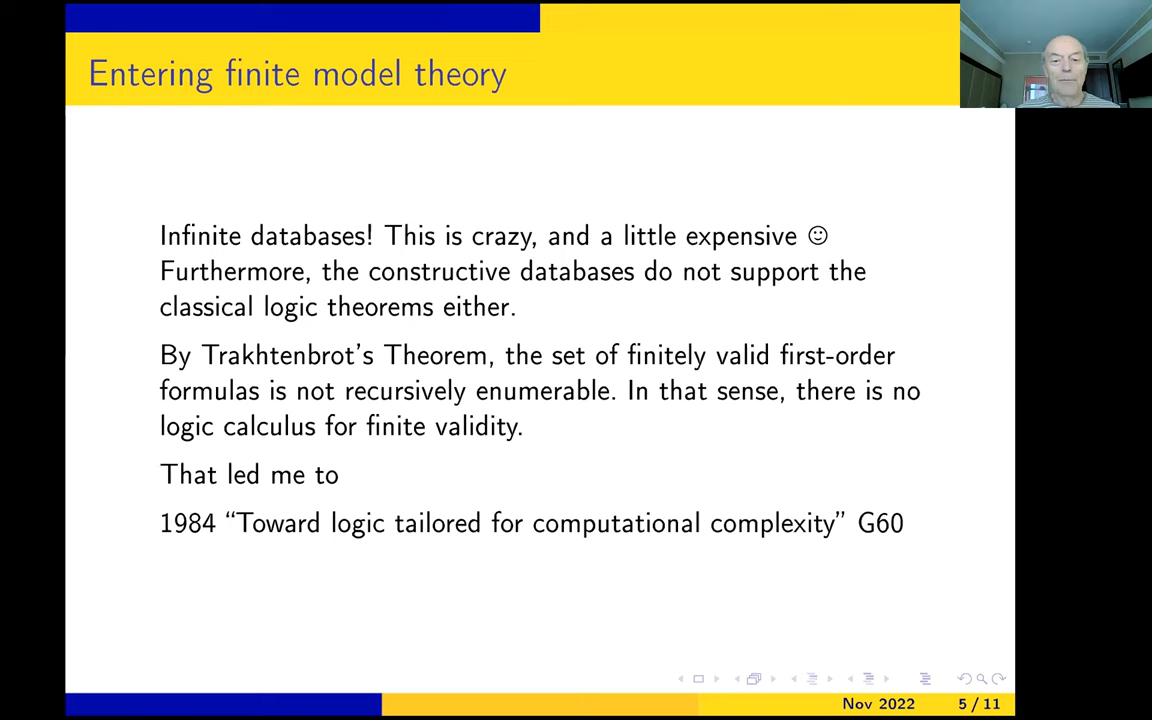 Entering finite model theory
Infinite databases! This is crazy, and a little expensive ☺
Furthermore, the constructive databases do not support the
classical logic theorems either.
By Trakhtenbrot's Theorem, the set of finitely valid first-order
formulas is not recursively enumerable. In that sense, there is no
logic calculus for finite validity.
That led me to
1984 “Toward logic tailored for computational complexity” G60
Nov 2022 5 / 11